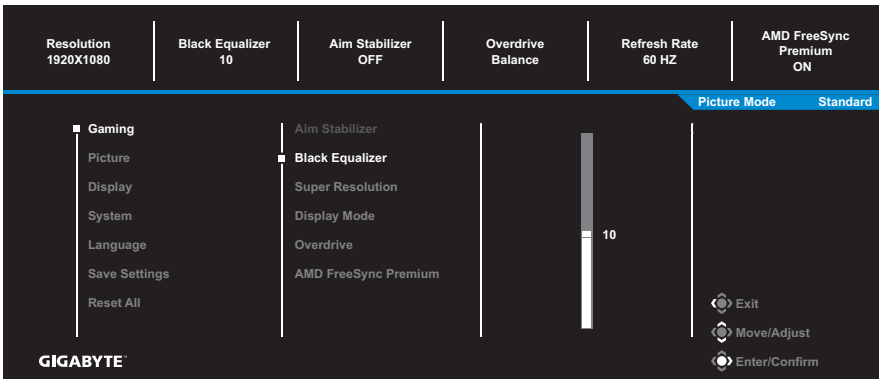 Resolution
1920X1080
Black Equalizer
10
Aim Stabilizer
OFF
Overdrive
Balance
Refresh Rate
60 HZ
AMD FreeSync
Premium
ON
Picture Mode Standard
Gaming
Picture
Display
System
Language
Save Settings
Reset All
Aim Stabilizer
Black Equalizer
Super Resolution
Display Mode
Overdrive
AMD FreeSync Premium
10
Exit
Move/Adjust
Enter/Confirm
GIGABYTE™